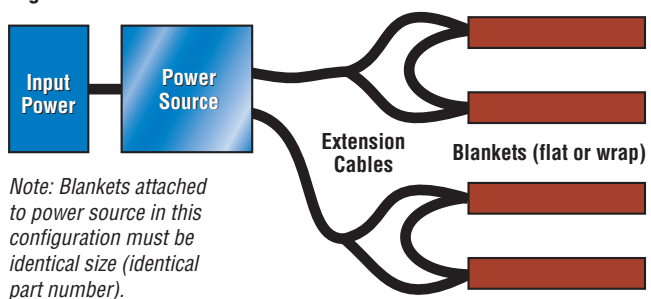 Input
Power
Power
Source
Extension
Cables
Blankets (flat or wrap)
Note: Blankets attached
to power source in this
configuration must be
identical size (identical
part number).